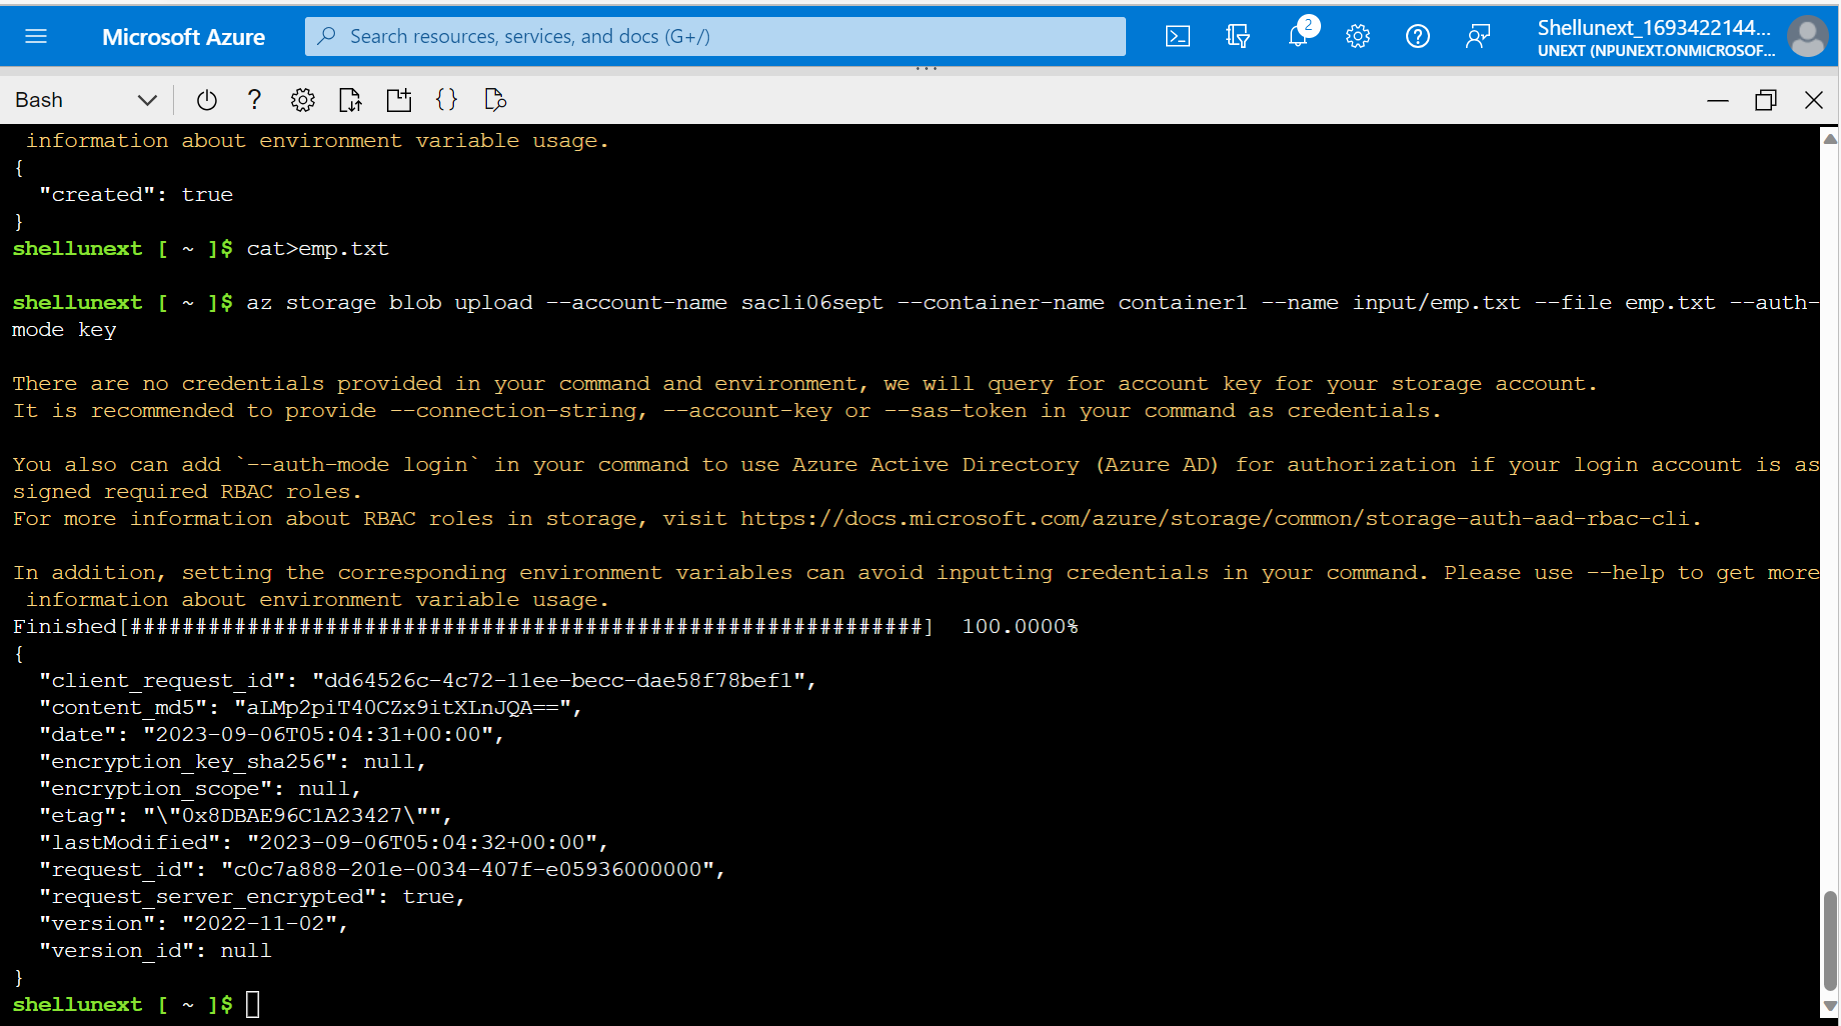 Microsoft Azure
Search resources, services, and docs (G+/)
2
Shellunext_1693422144...
UNEXT (NPUNEXT.ONMICROSOF...
Bash
information about environment variable usage.
{
"created": true
}
shellunext [ ~ ]$ cat>emp.txt
shellunext [ ~ ]$ az storage blob upload --account-name sacli06sept --container-name container1 --name input/emp.txt --file emp.txt --auth-
mode key
There are no credentials provided in your command and environment, we will query for account key for your storage account.
It is recommended to provide --connection-string, --account-key or --sas-token in your command as credentials.
You also can add `--auth-mode login` in your command to use Azure Active Directory (Azure AD) for authorization if your login account is as
signed required RBAC roles.
For more information about RBAC roles in storage, visit https://docs.microsoft.com/azure/storage/common/storage-auth-aad-rbac-cli.
In addition, setting the corresponding environment variables can avoid inputting credentials in your command. Please use --help to get more
information about environment variable usage.
Finished[#############################################################]  100.0000%
{
"client_request_id": "dd64526c-4c72-11ee-becc-dae58f78bef1",
"content_md5": "aLMp2piT40CZx9itXLnJQA==",
"date": "2023-09-06T05:04:31+00:00",
"encryption_key_sha256": null,
"encryption_scope": null,
"etag": "\"0x8DBAE96C1A23427\"",
"lastModified": "2023-09-06T05:04:32+00:00",
"request_id": "c0c7a888-201e-0034-407f-e05936000000",
"request_server_encrypted": true,
"version": "2022-11-02",
"version_id": null
}
shellunext [ ~ ]$